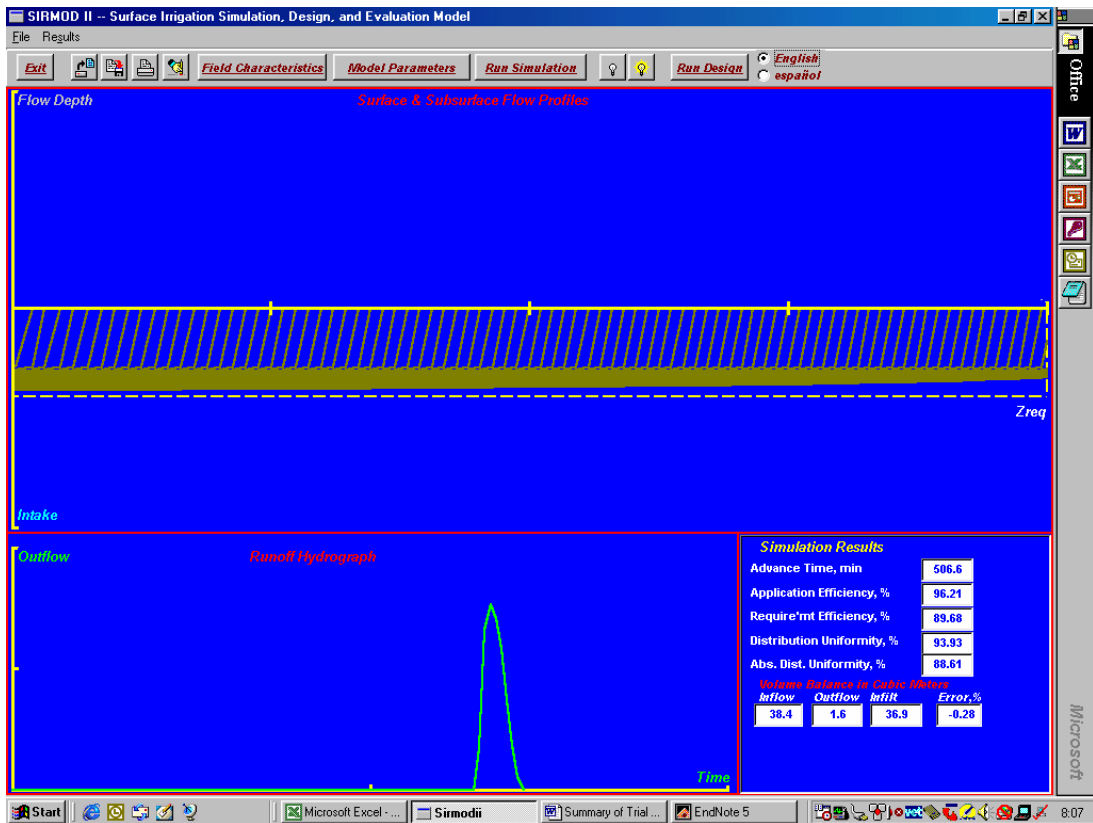 SIRMOD II -- Surface Irrigation Simulation, Design, and Evaluation Model
File Results
Exit Field Characteristics Model Parameters Run Simulation Run Design English
español
Office
Flow Depth Surface & Subsurface Flow Profiles
Zreq
Intake
Outflow Runoff Hydrograph
Time
Simulation Results
Advance Time, min 506.6
Application Efficiency, % 96.21
Require'mt Efficiency, % 89.68
Distribution Uniformity, % 93.93
Abs. Dist. Uniformity, % 88.61
Volume Balance in Cubic Meters
Inflow Outflow Infilt Error,%
38.4 1.6 36.9 -0.28
Microsoft
Start Microsoft Excel - ... Sirmodii Summary of Trial ... EndNote 5 8:07